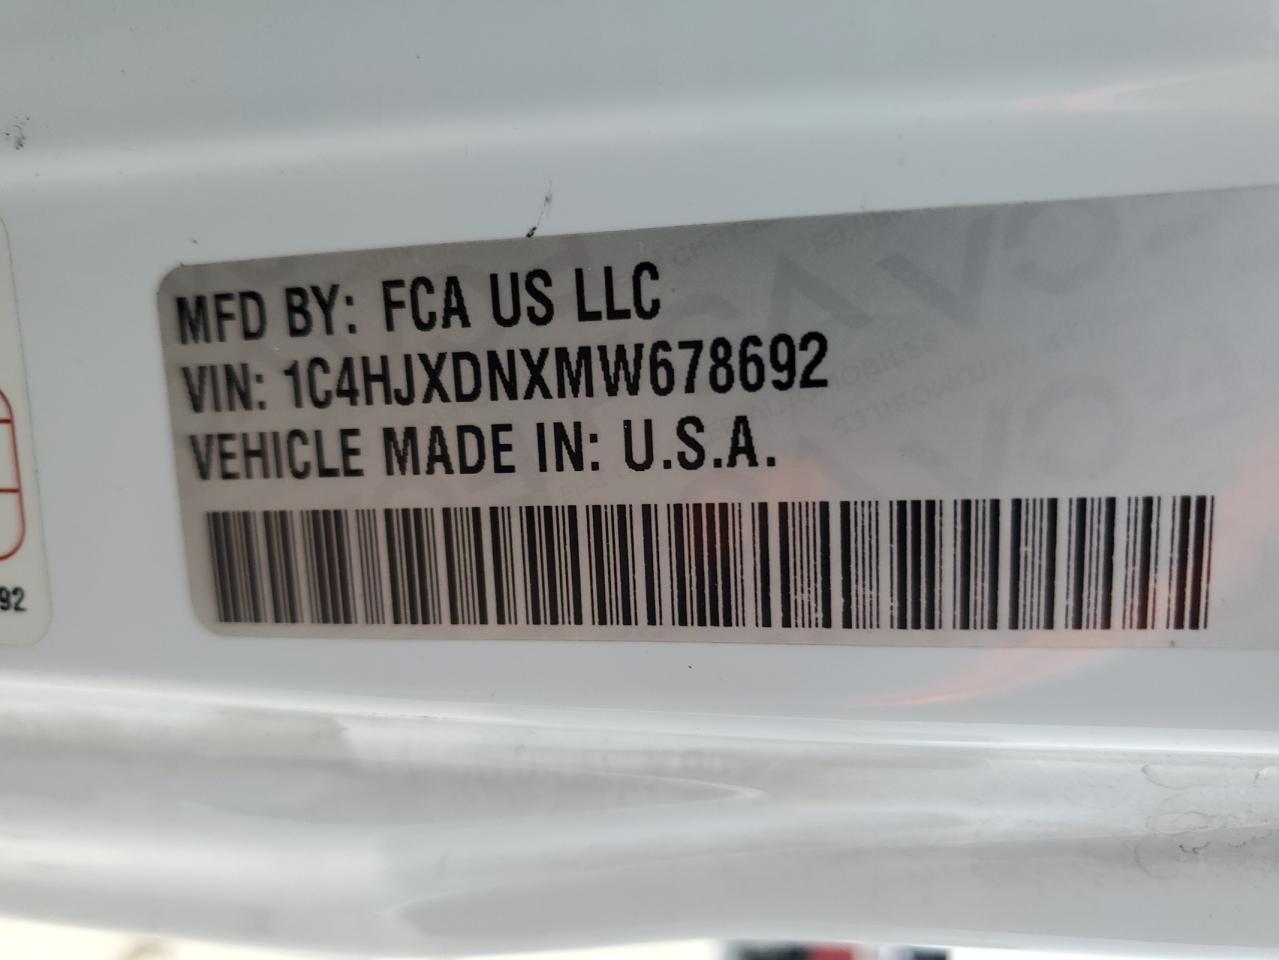 MFD BY: FCA US LLC
VIN: 1C4HJXDNXMW678692
VEHICLE MADE IN: U.S.A.
92